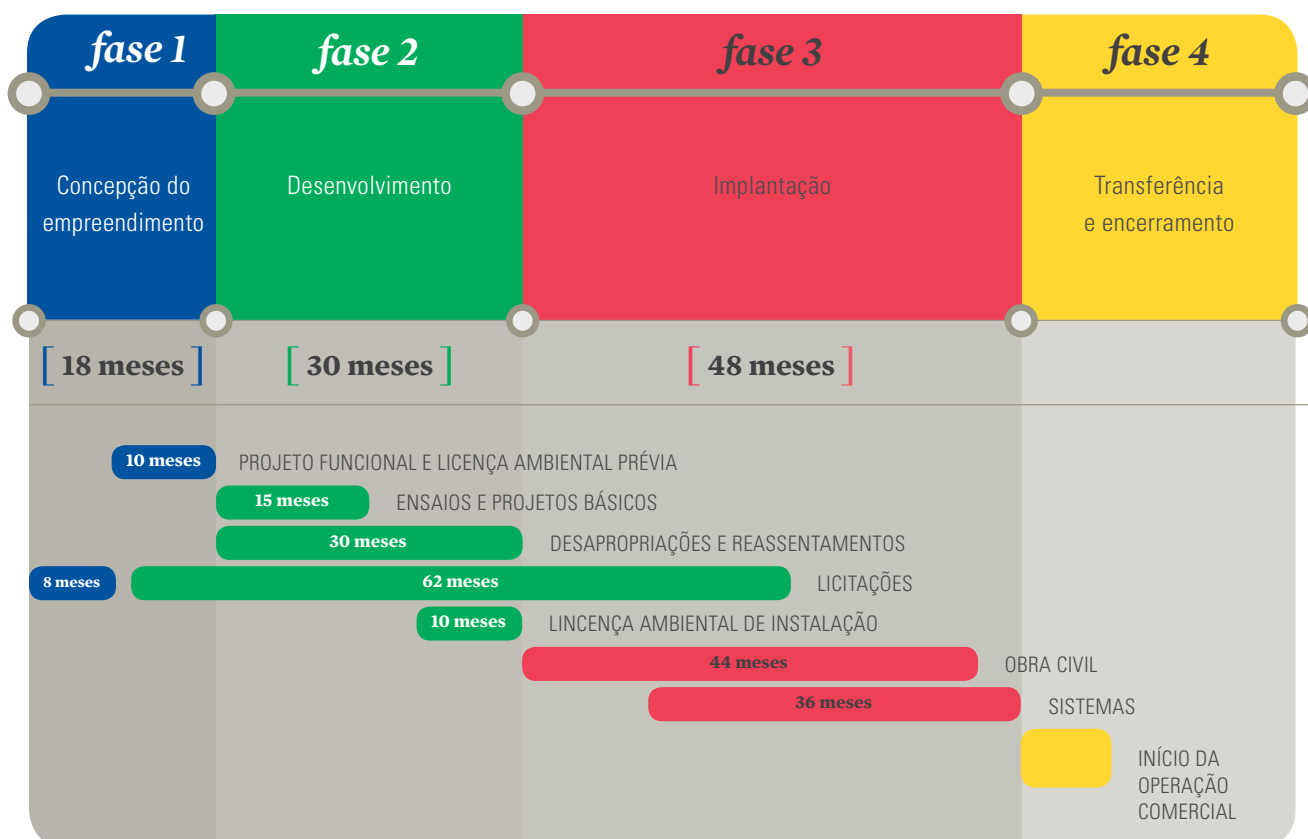 fase 1
fase 2
fase 3
fase 4
Concepção do
empreendimento
Desenvolvimento
Implantação
Transferência
e encerramento
[ 18 meses ]
[ 30 meses ]
[ 48 meses ]
10 meses PROJETO FUNCIONAL E LICENÇA AMBIENTAL PRÉVIA
15 meses ENSAIOS E PROJETOS BÁSICOS
30 meses DESAPROPRIAÇÕES E REASSENTAMENTOS
8 meses 62 meses LICITAÇÕES
10 meses LINCENÇA AMBIENTAL DE INSTALAÇÃO
44 meses OBRA CIVIL
36 meses SISTEMAS
INÍCIO DA
OPERAÇÃO
COMERCIAL